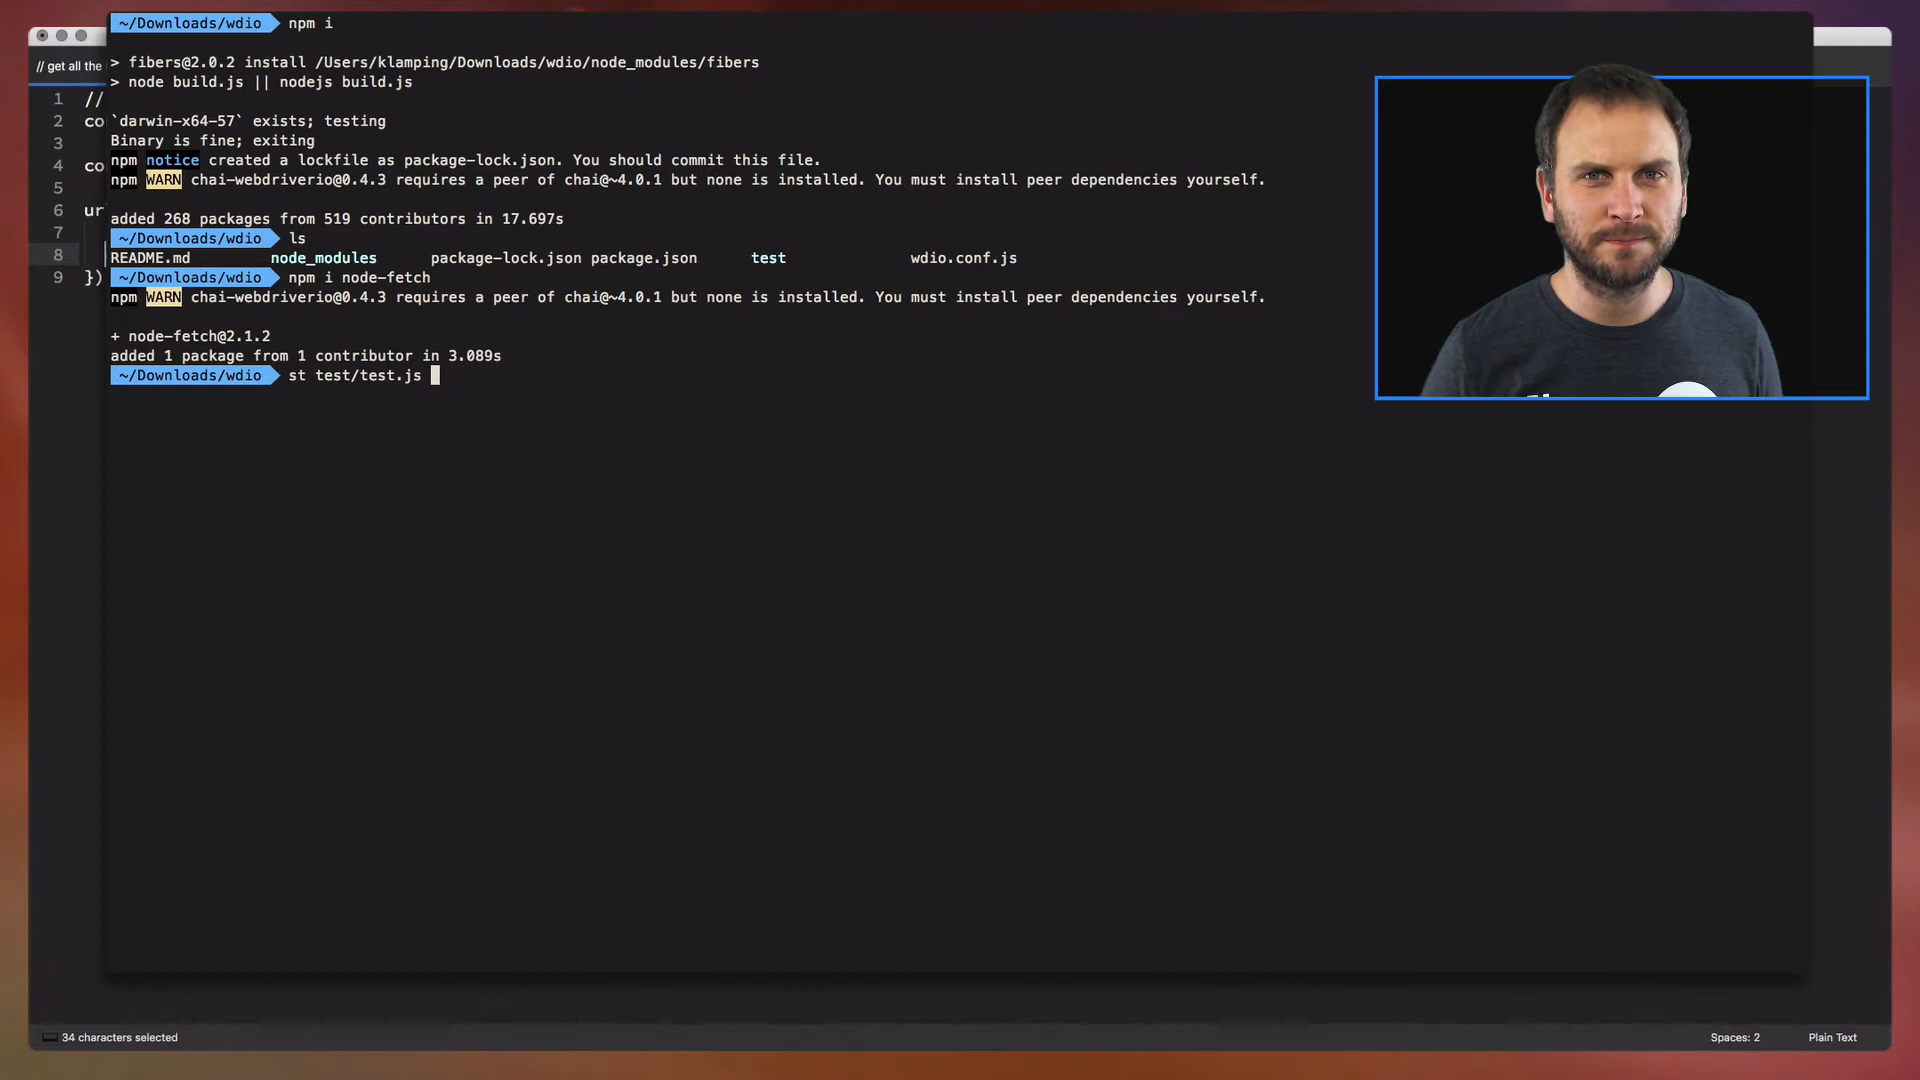 ~/Downloads/wdio npm i
> fibers@2.0.2 install /Users/klamping/Downloads/wdio/node_modules/fibers
> node build.js || nodejs build.js
`darwin-x64-57` exists; testing
Binary is fine; exiting
npm notice created a lockfile as package-lock.json. You should commit this file.
npm WARN chai-webdriverio@0.4.3 requires a peer of chai@~4.0.1 but none is installed. You must install peer dependencies yourself.
added 268 packages from 519 contributors in 17.697s
~/Downloads/wdio ls
README.md node_modules package-lock.json package.json test wdio.conf.js
~/Downloads/wdio npm i node-fetch
npm WARN chai-webdriverio@0.4.3 requires a peer of chai@~4.0.1 but none is installed. You must install peer dependencies yourself.
+ node-fetch@2.1.2
added 1 package from 1 contributor in 3.089s
~/Downloads/wdio st test/test.js
// get all the
1 //
2 co
3
4 co
5
6 ur
7
8
9 })
34 characters selected
Spaces: 2
Plain Text